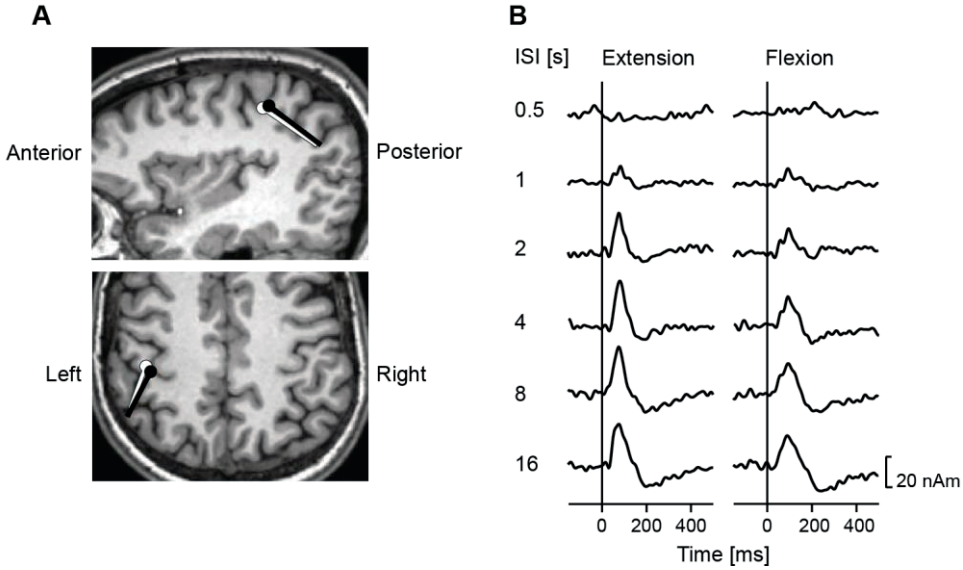 A
Anterior
Posterior
Left
Right
B
ISI [s] Extension Flexion
0.5
1
2
4
8
16
20 nAm
0 200 400 0 200 400
Time [ms]